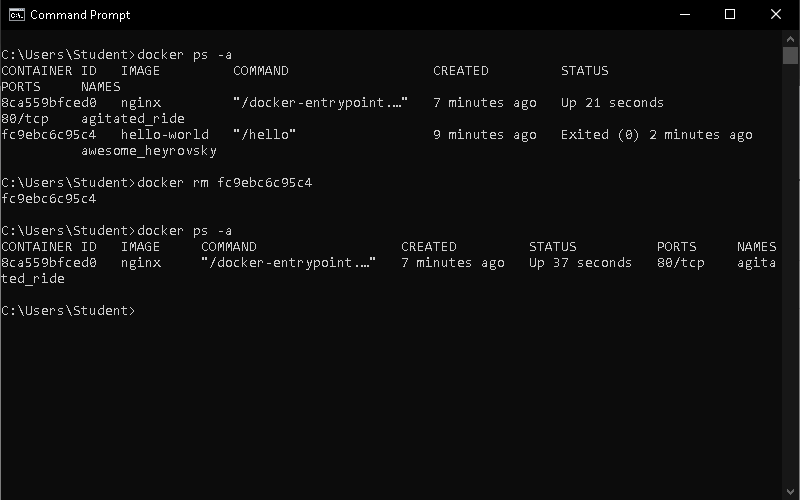 Command Prompt
C:\Users\Student>docker ps -a
CONTAINER ID   IMAGE         COMMAND                  CREATED         STATUS
PORTS     NAMES
8ca559bfced0   nginx         "/docker-entrypoint.…"   7 minutes ago   Up 21 seconds
80/tcp    agitated_ride
fc9ebc6c95c4   hello-world   "/hello"                 9 minutes ago   Exited (0) 2 minutes ago
          awesome_heyrovsky
C:\Users\Student>docker rm fc9ebc6c95c4
fc9ebc6c95c4
C:\Users\Student>docker ps -a
CONTAINER ID   IMAGE     COMMAND                  CREATED         STATUS          PORTS     NAMES
8ca559bfced0   nginx     "/docker-entrypoint.…"   7 minutes ago   Up 37 seconds   80/tcp    agita
ted_ride
C:\Users\Student>